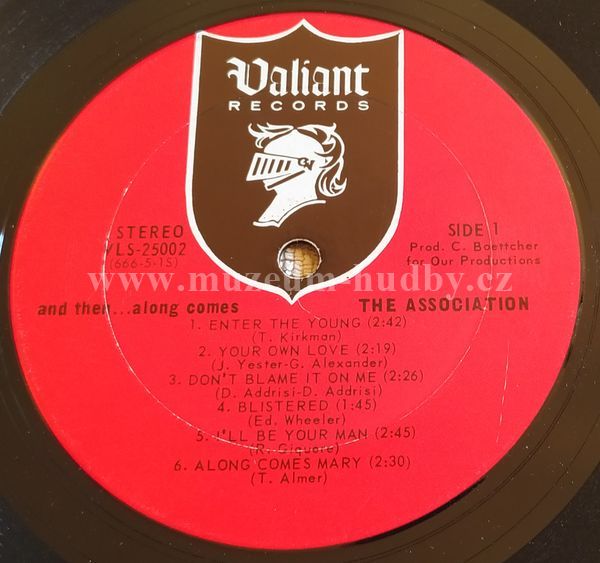 Valiant
RECORDS
STEREO
VLS-25002
(666-5-1S)
SIDE 1
Prod. C. Boettcher
for Our Productions
www.muzeum-hudby.cz
and then...along comes THE ASSOCIATION
1. ENTER THE YOUNG (2:42)
(T. Kirkman)
2. YOUR OWN LOVE (2:19)
(J. Yester-G. Alexander)
3. DON'T BLAME IT ON ME (2:26)
(D. Addrisi-D. Addrisi)
4. BLISTERED (1:45)
(Ed. Wheeler)
5. I'LL BE YOUR MAN (2:45)
(R. Giguere)
6. ALONG COMES MARY (2:30)
(T. Almer)